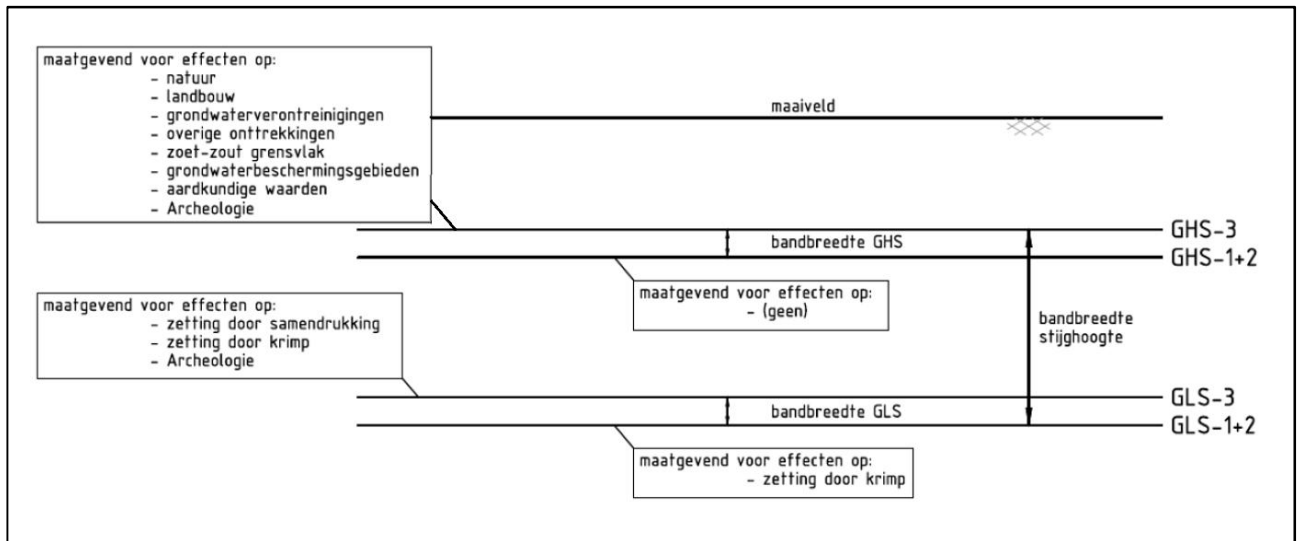 maatgevend voor effecten op:
- natuur
- landbouw
- grondwaterverontreinigingen
- overige onttrekkingen
- zoet-zout grensvlak
- grondwaterbeschermingsgebieden
- aardkundige waarden
- Archeologie
maaiveld
GHS-3
bandbreedte GHS
GHS-1+2
maatgevend voor effecten op:
- (geen)
bandbreedte
stijghoogte
maatgevend voor effecten op:
- zetting door samendrukking
- zetting door krimp
- Archeologie
GLS-3
bandbreedte GLS
GLS-1+2
maatgevend voor effecten op:
- zetting door krimp